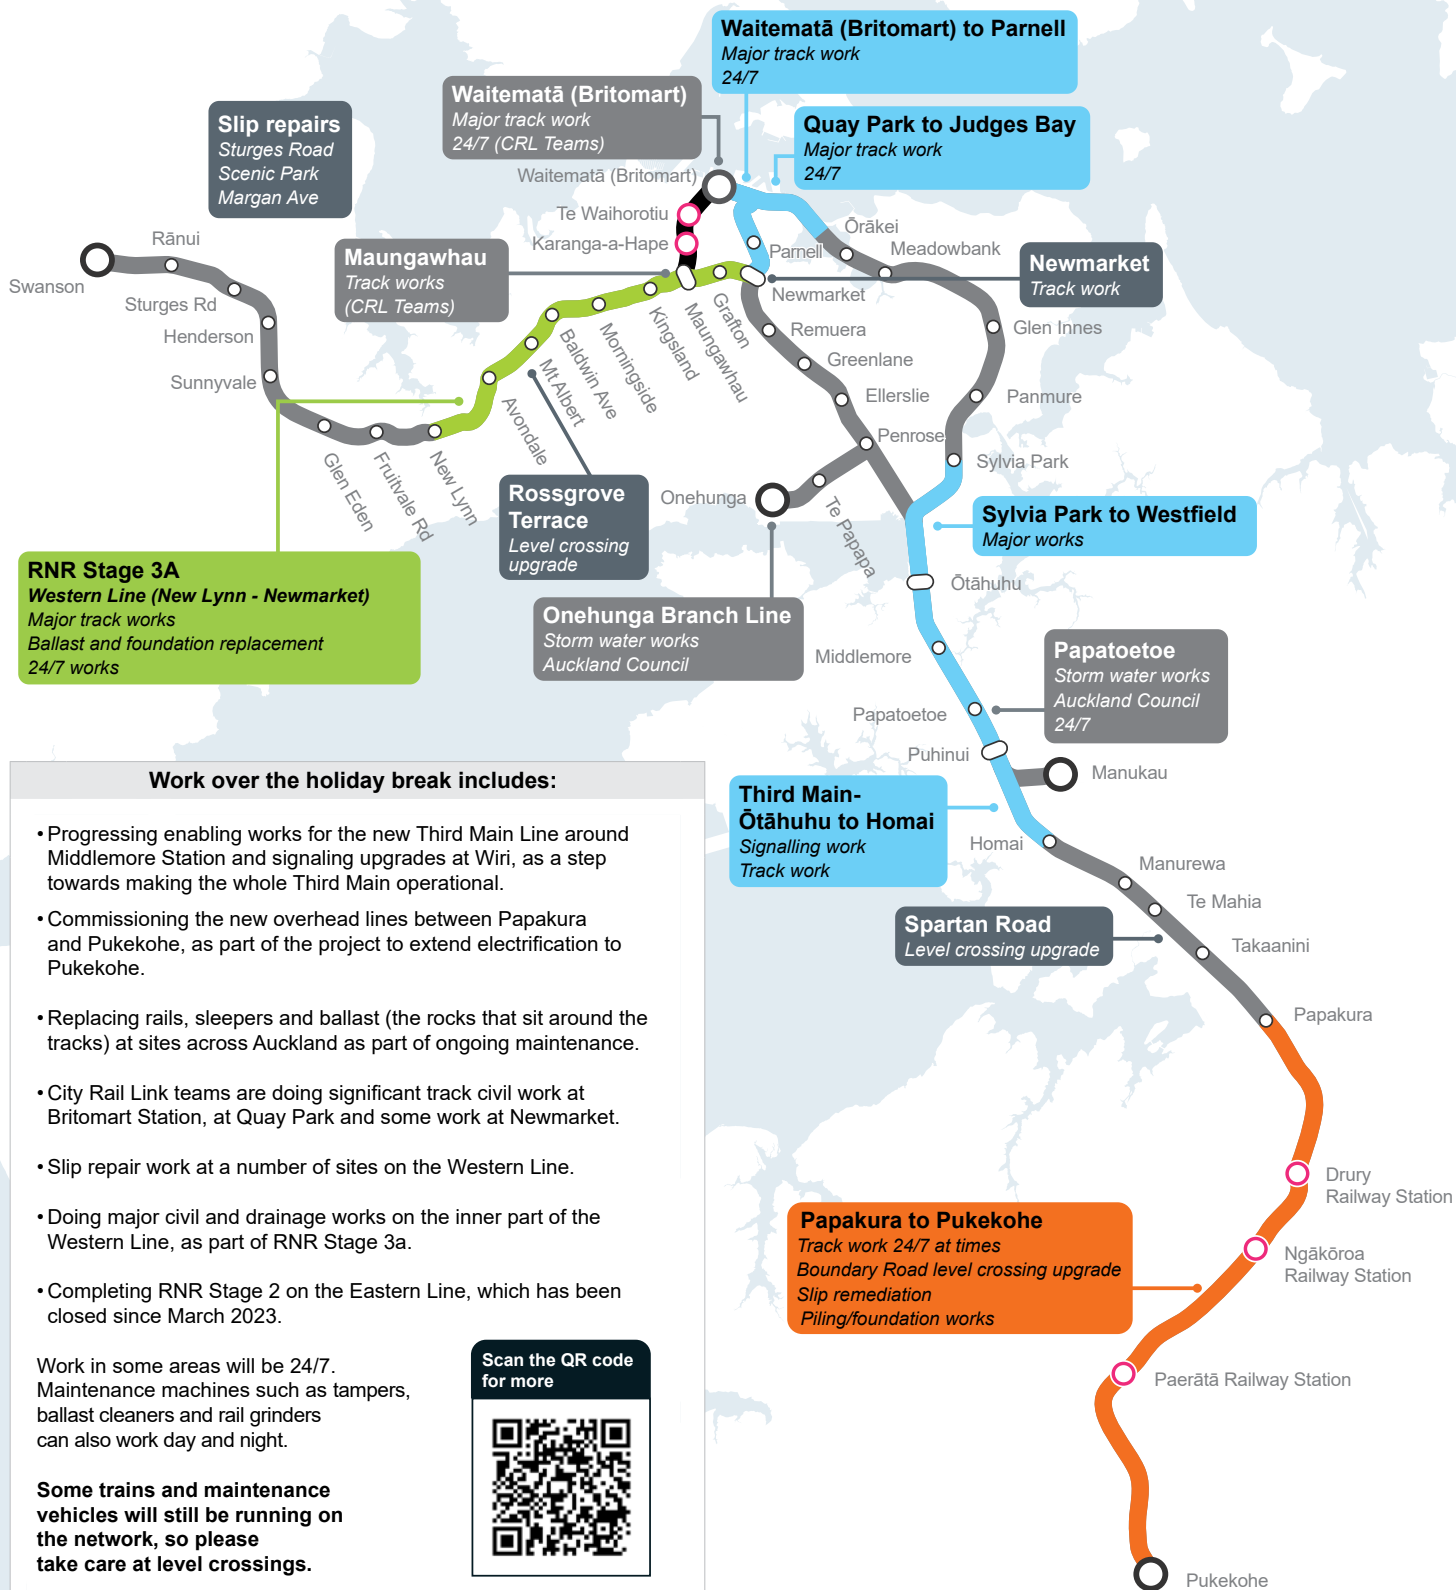 Waitematā (Britomart) to Parnell
Major track work
24/7
Waitematā (Britomart)
Major track work
24/7 (CRL Teams)
Quay Park to Judges Bay
Major track work
24/7
Slip repairs
Sturges Road
Scenic Park
Margan Ave
Maungawhau
Track works
(CRL Teams)
Newmarket
Track work
Waitematā (Britomart)
Te Waihorotiu
Karanga-a-Hape
Parnell
Ōrākei
Meadowbank
Newmarket
Glen Innes
Remuera
Greenlane
Ellerslie
Panmure
Penrose
Sylvia Park
Swanson
Rānui
Sturges Rd
Henderson
Sunnyvale
Glen Eden
Fruitvale Rd
New Lynn
Avondale
Mt Albert
Baldwin Ave
Morningside
Kingsland
Maungawhau
Grafton
Onehunga
Te Papapa
Rossgrove
Terrace
Level crossing
upgrade
Sylvia Park to Westfield
Major works
RNR Stage 3A
Western Line (New Lynn - Newmarket)
Major track works
Ballast and foundation replacement
24/7 works
Onehunga Branch Line
Storm water works
Auckland Council
Ōtāhuhu
Middlemore
Papatoetoe
Storm water works
Auckland Council
24/7
Papatoetoe
Puhinui
Manukau
Third Main-
Ōtāhuhu to Homai
Signalling work
Track work
Homai
Manurewa
Te Mahia
Takaanini
Spartan Road
Level crossing upgrade
Papakura
Drury
Railway Station
Ngākōroa
Railway Station
Papakura to Pukekohe
Track work 24/7 at times
Boundary Road level crossing upgrade
Slip remediation
Piling/foundation works
Paerātā Railway Station
Pukekohe
Work over the holiday break includes:
• Progressing enabling works for the new Third Main Line around
Middlemore Station and signaling upgrades at Wiri, as a step
towards making the whole Third Main operational.
• Commissioning the new overhead lines between Papakura
and Pukekohe, as part of the project to extend electrification to
Pukekohe.
• Replacing rails, sleepers and ballast (the rocks that sit around the
tracks) at sites across Auckland as part of ongoing maintenance.
• City Rail Link teams are doing significant track civil work at
Britomart Station, at Quay Park and some work at Newmarket.
• Slip repair work at a number of sites on the Western Line.
• Doing major civil and drainage works on the inner part of the
Western Line, as part of RNR Stage 3a.
• Completing RNR Stage 2 on the Eastern Line, which has been
closed since March 2023.
Work in some areas will be 24/7.
Maintenance machines such as tampers,
ballast cleaners and rail grinders
can also work day and night.
Some trains and maintenance
vehicles will still be running on
the network, so please
take care at level crossings.
Scan the QR code
for more